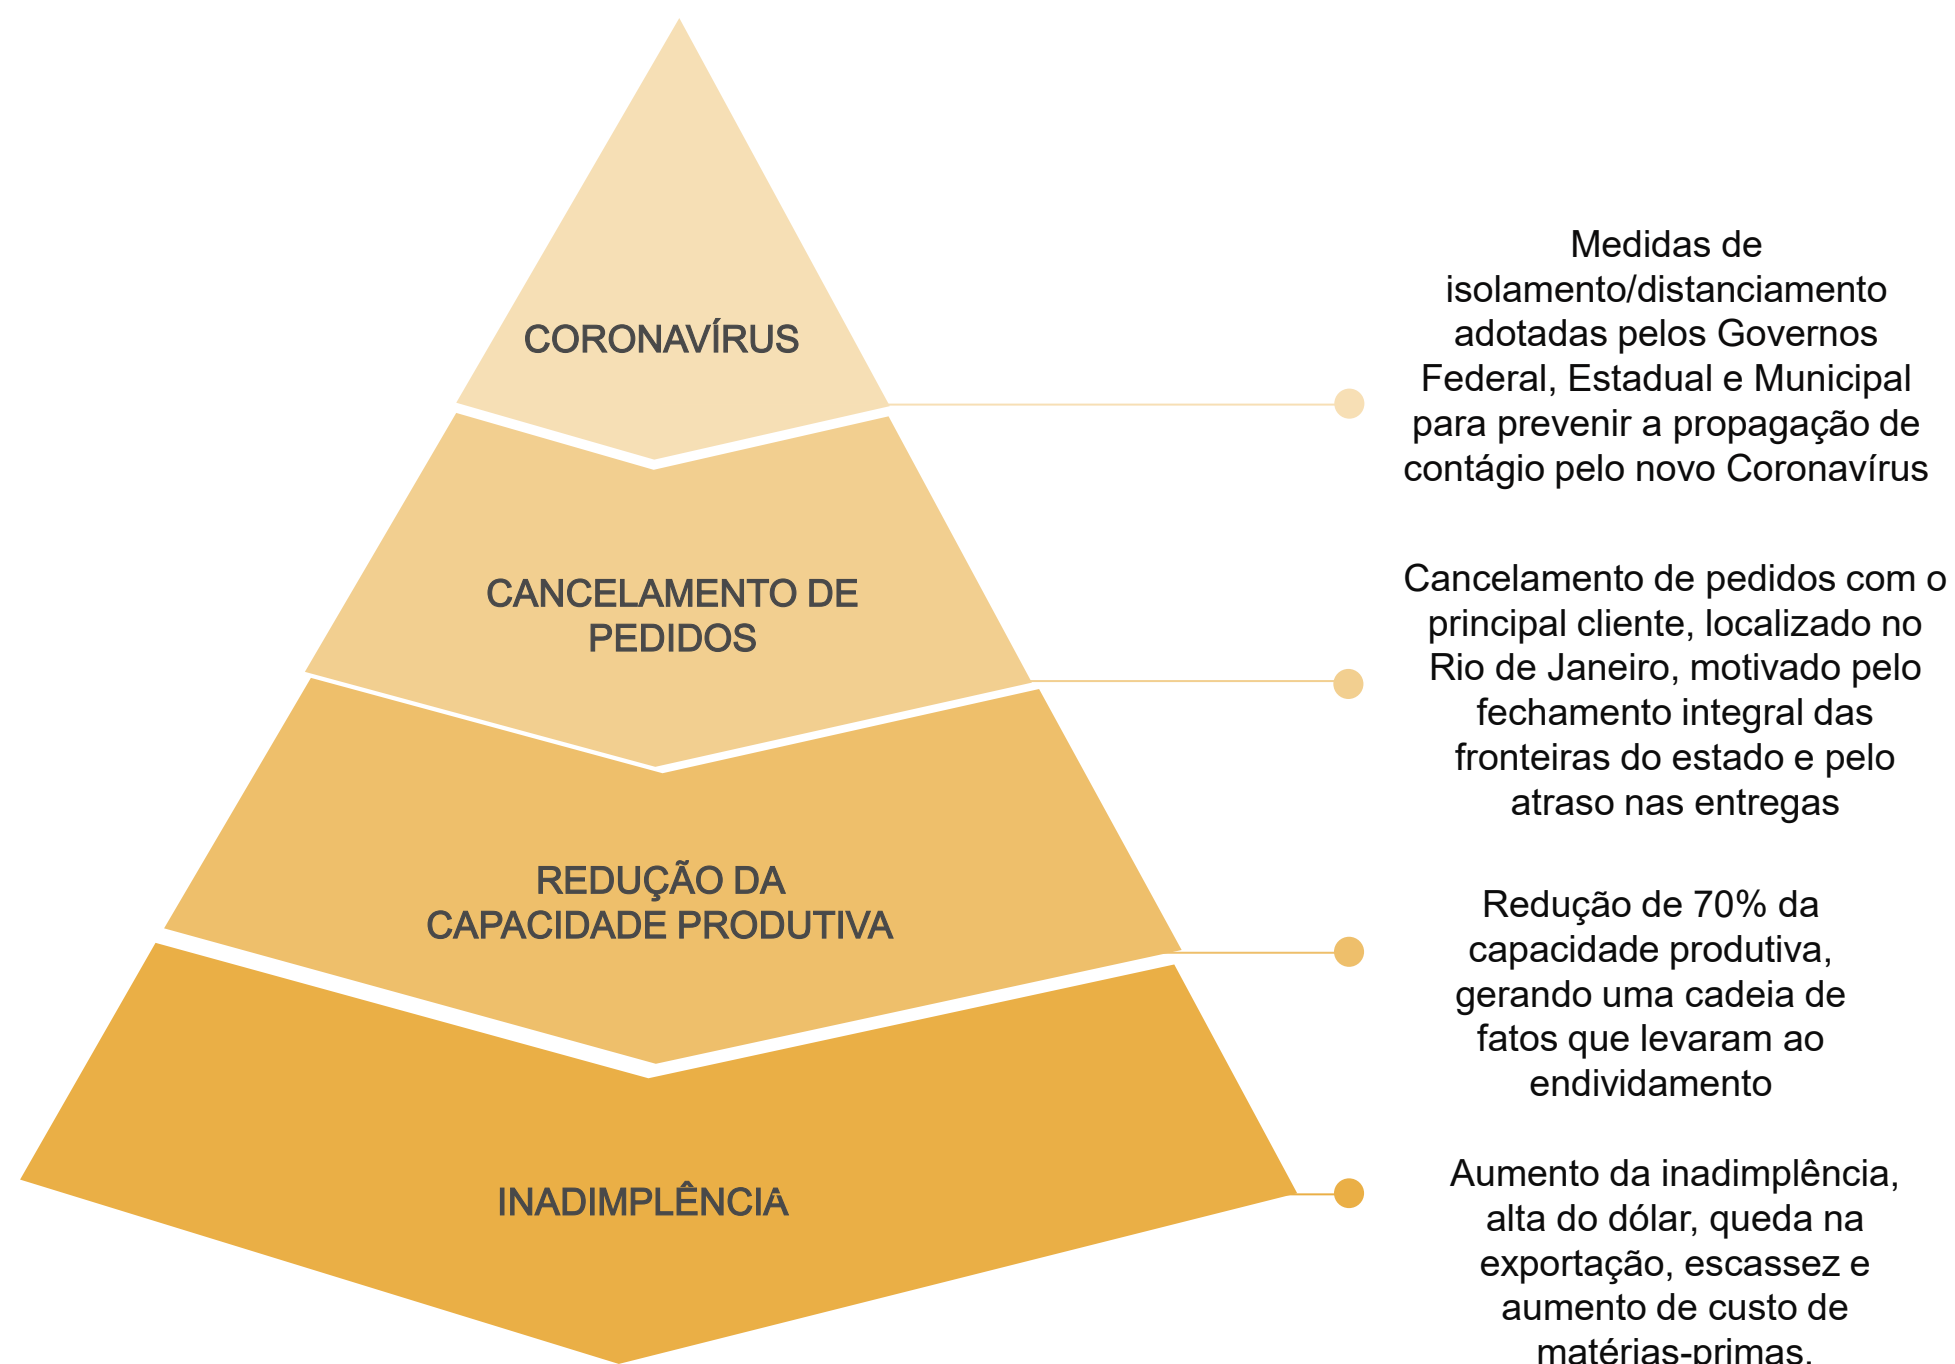 CORONAVÍRUS
Medidas de
isolamento/distanciamento
adotadas pelos Governos
Federal, Estadual e Municipal
para prevenir a propagação de
contágio pelo novo Coronavírus
CANCELAMENTO DE
PEDIDOS
Cancelamento de pedidos com o
principal cliente, localizado no
Rio de Janeiro, motivado pelo
fechamento integral das
fronteiras do estado e pelo
atraso nas entregas
REDUÇÃO DA
CAPACIDADE PRODUTIVA
Redução de 70% da
capacidade produtiva,
gerando uma cadeia de
fatos que levaram ao
endividamento
INADIMPLÊNCIA
Aumento da inadimplência,
alta do dólar, queda na
exportação, escassez e
aumento de custo de
matérias-primas.